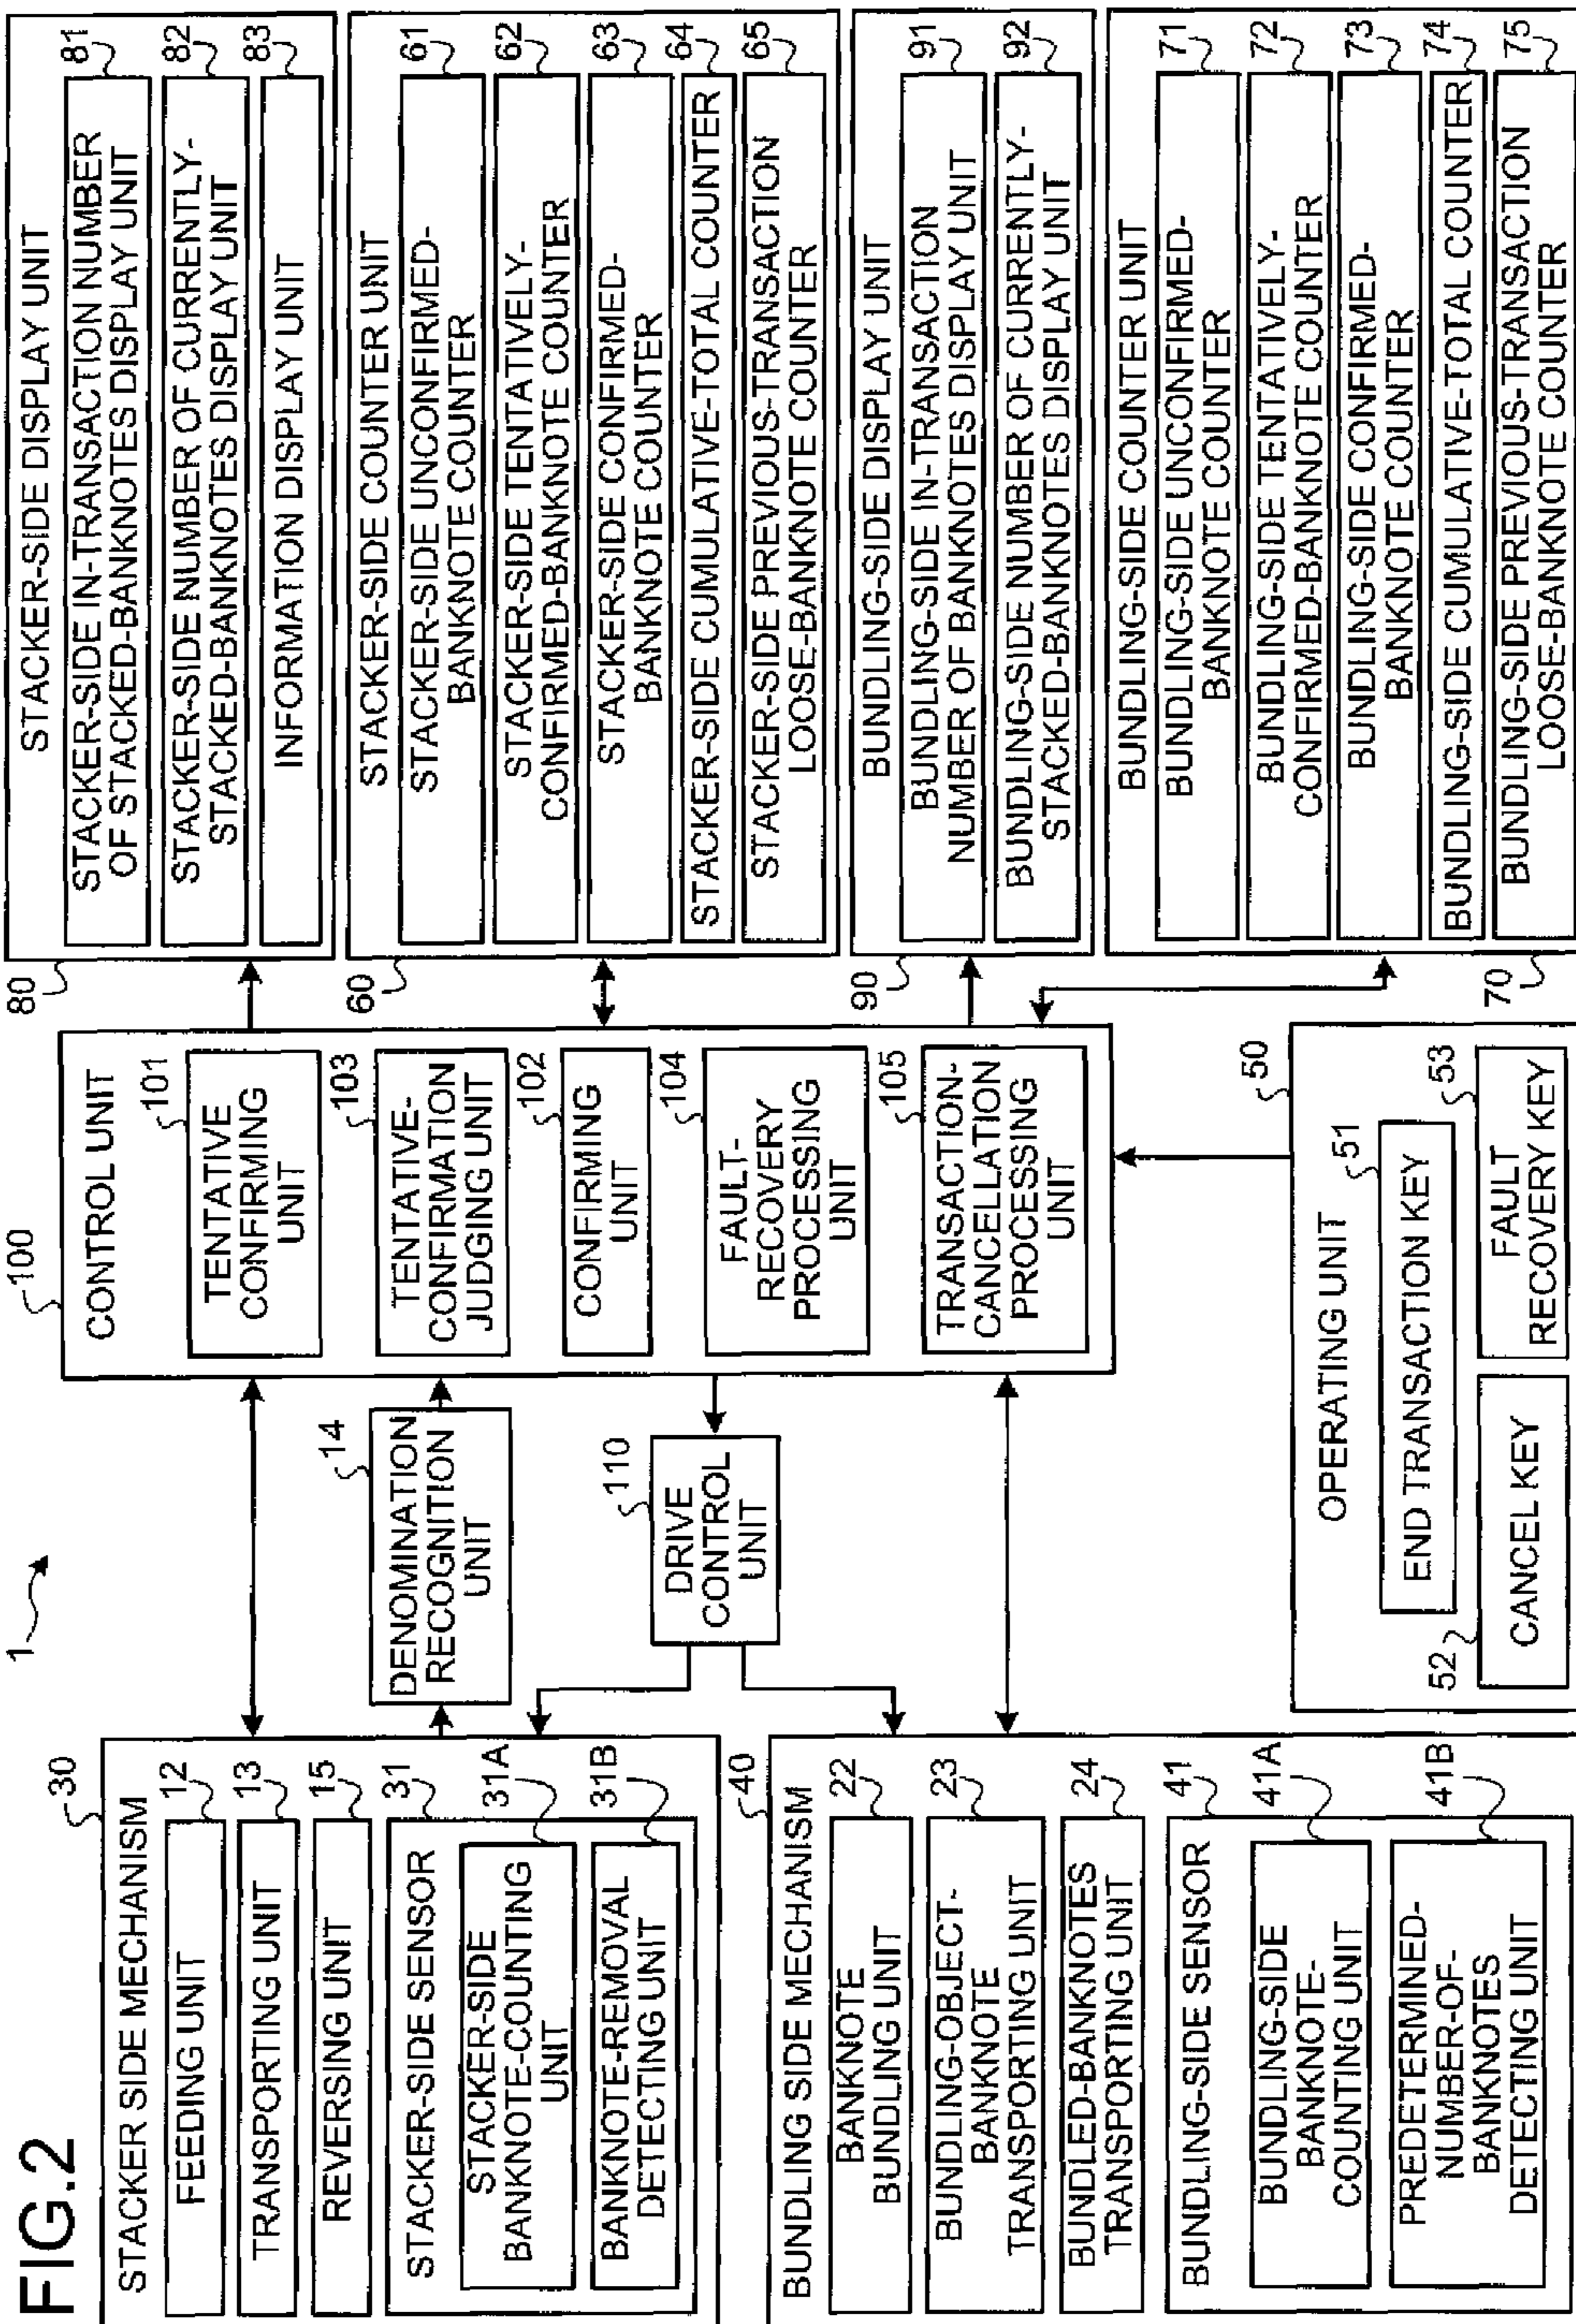 FIG.2
1
30
STACKER SIDE MECHANISM
FEEDING UNIT
12
TRANSPORTING UNIT
13
REVERSING UNIT
15
STACKER-SIDE SENSOR
31
STACKER-SIDE
BANKNOTE-COUNTING
UNIT
31A
BANKNOTE-REMOVAL
DETECTING UNIT
31B
40
BUNDLING SIDE MECHANISM
BANKNOTE
BUNDLING UNIT
22
BUNDLING-OBJECT-
BANKNOTE
TRANSPORTING UNIT
23
BUNDLED-BANKNOTES
TRANSPORTING UNIT
24
BUNDLING-SIDE SENSOR
41
BUNDLING-SIDE
BANKNOTE-
COUNTING UNIT
41A
PREDETERMINED-
NUMBER-OF-
BANKNOTES
DETECTING UNIT
41B
14
DENOMINATION
RECOGNITION
UNIT
110
DRIVE
CONTROL
UNIT
100
CONTROL UNIT
101
TENTATIVE
CONFIRMING
UNIT
103
TENTATIVE-
CONFIRMATION
JUDGING UNIT
102
CONFIRMING
UNIT
104
FAULT-
RECOVERY
PROCESSING
UNIT
105
TRANSACTION-
CANCELLATION
PROCESSING
UNIT
50
OPERATING UNIT
51
END TRANSACTION KEY
52
CANCEL KEY
53
FAULT
RECOVERY KEY
80
STACKER-SIDE DISPLAY UNIT
STACKER-SIDE IN-TRANSACTION NUMBER
OF STACKED-BANKNOTES DISPLAY UNIT
81
STACKER-SIDE NUMBER OF CURRENTLY-
STACKED-BANKNOTES DISPLAY UNIT
82
INFORMATION DISPLAY UNIT
83
60
STACKER-SIDE COUNTER UNIT
STACKER-SIDE UNCONFIRMED-
BANKNOTE COUNTER
61
STACKER-SIDE TENTATIVELY-
CONFIRMED-BANKNOTE COUNTER
62
STACKER-SIDE CONFIRMED-
BANKNOTE COUNTER
63
STACKER-SIDE CUMULATIVE-TOTAL COUNTER
64
STACKER-SIDE PREVIOUS-TRANSACTION
LOOSE-BANKNOTE COUNTER
65
90
BUNDLING-SIDE DISPLAY UNIT
BUNDLING-SIDE IN-TRANSACTION
NUMBER OF BANKNOTES DISPLAY UNIT
91
BUNDLING-SIDE NUMBER OF CURRENTLY-
STACKED-BANKNOTES DISPLAY UNIT
92
70
BUNDLING-SIDE COUNTER UNIT
BUNDLING-SIDE UNCONFIRMED-
BANKNOTE COUNTER
71
BUNDLING-SIDE TENTATIVELY-
CONFIRMED-BANKNOTE COUNTER
72
BUNDLING-SIDE CONFIRMED-
BANKNOTE COUNTER
73
BUNDLING-SIDE CUMULATIVE-TOTAL COUNTER
74
BUNDLING-SIDE PREVIOUS-TRANSACTION
LOOSE-BANKNOTE COUNTER
75